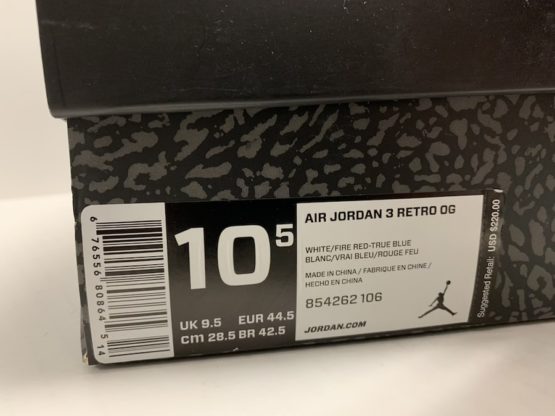 6 76556 80864 5 14
10 5
UK 9.5 EUR 44.5
cm 28.5 BR 42.5
AIR JORDAN 3 RETRO OG
WHITE/FIRE RED-TRUE BLUE
BLANC/VRAI BLEU/ROUGE FEU
MADE IN CHINA / FABRIQUE EN CHINE /
HECHO EN CHINA
854262 106
JORDAN.COM
Suggested Retail: USD $220.00